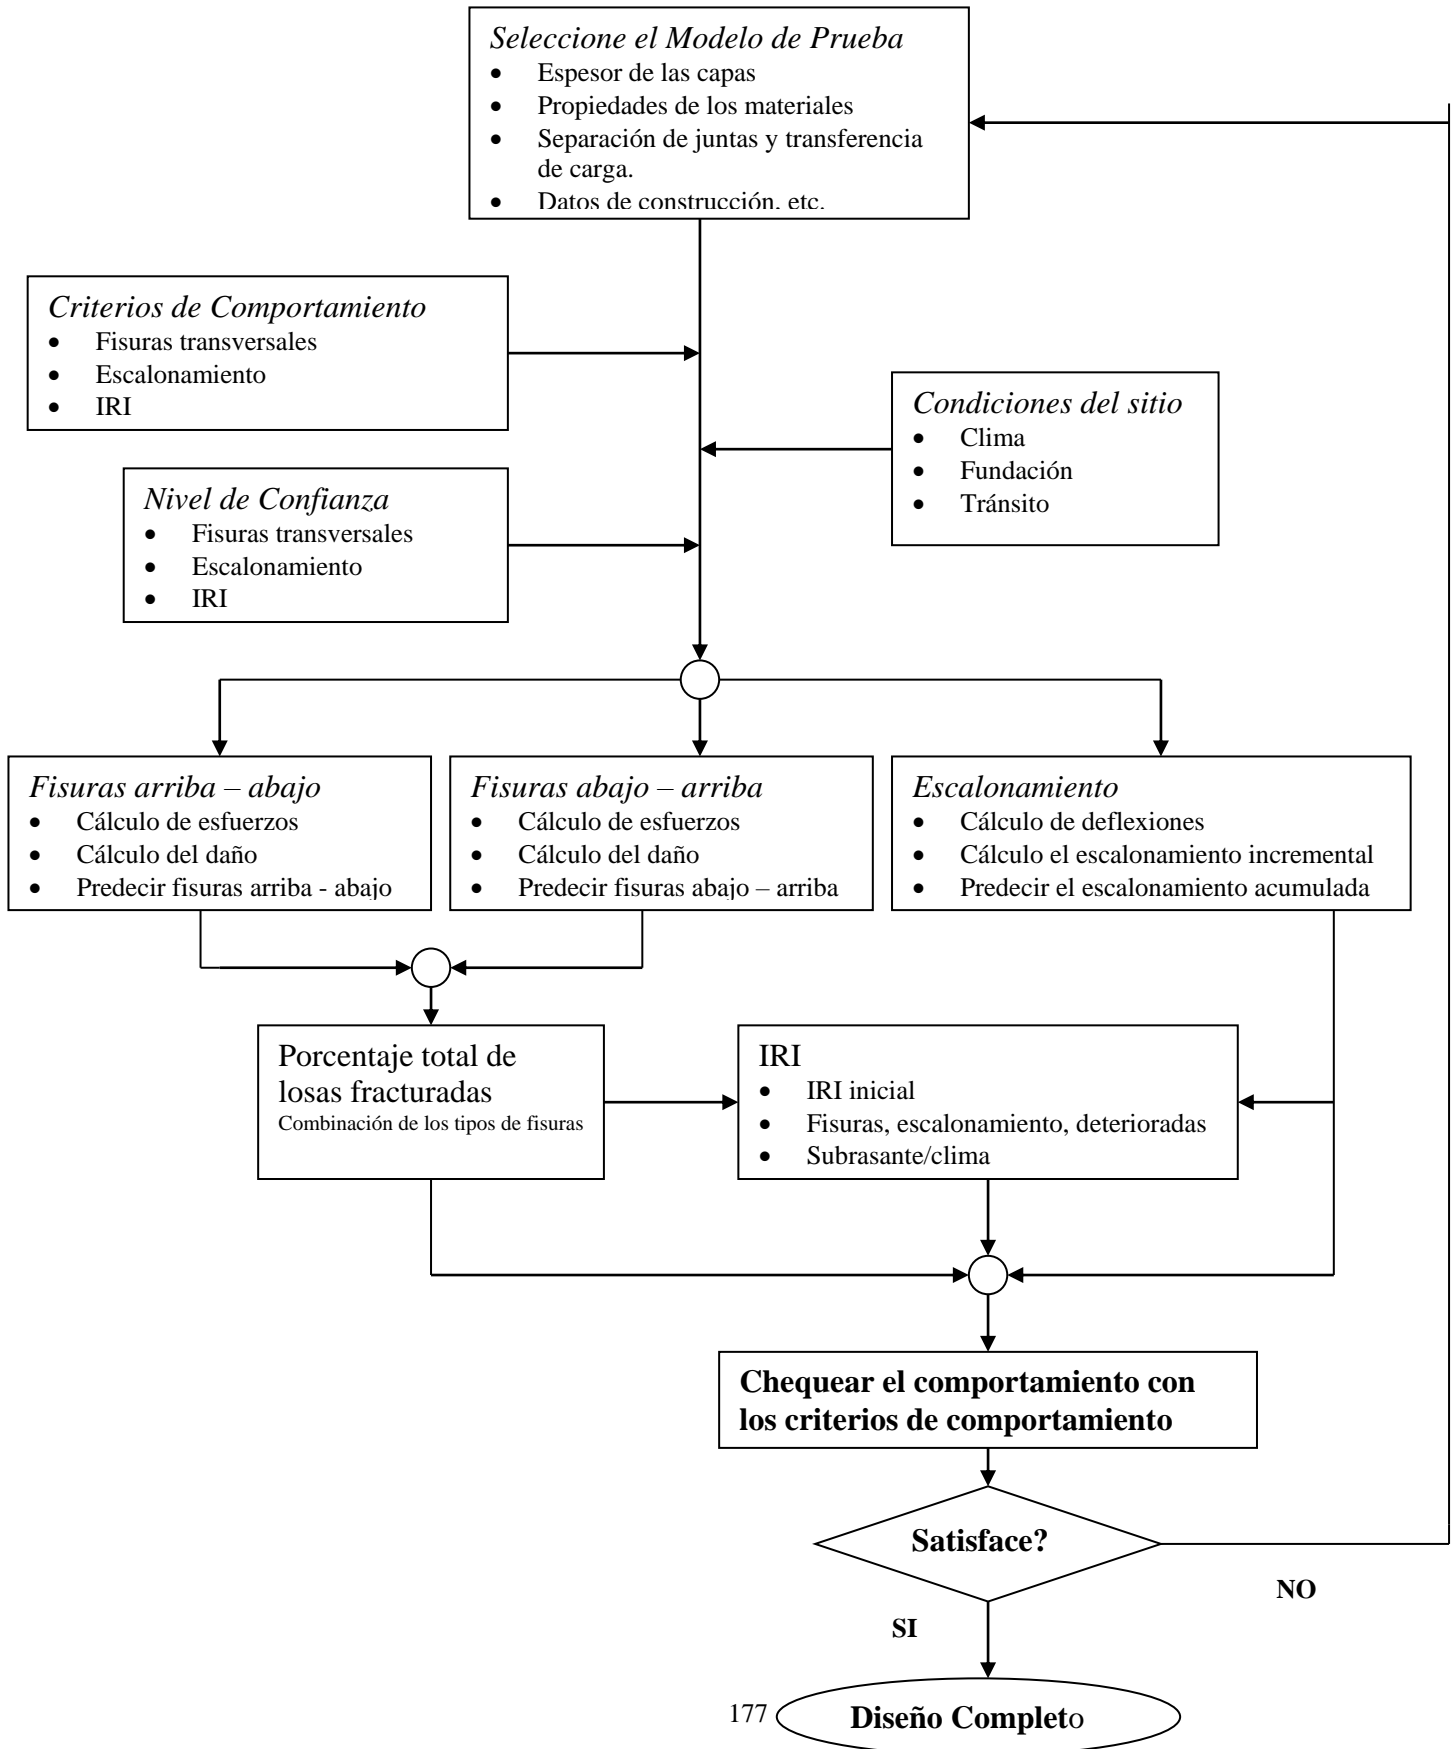 Seleccione el Modelo de Prueba
• Espesor de las capas
• Propiedades de los materiales
• Separación de juntas y transferencia
de carga.
• Datos de construcción, etc.
Criterios de Comportamiento
• Fisuras transversales
• Escalonamiento
• IRI
Condiciones del sitio
• Clima
• Fundación
• Tránsito
Nivel de Confianza
• Fisuras transversales
• Escalonamiento
• IRI
Fisuras arriba – abajo
• Cálculo de esfuerzos
• Cálculo del daño
• Predecir fisuras arriba - abajo
Fisuras abajo – arriba
• Cálculo de esfuerzos
• Cálculo del daño
• Predecir fisuras abajo – arriba
Escalonamiento
• Cálculo de deflexiones
• Cálculo el escalonamiento incremental
• Predecir el escalonamiento acumulada
Porcentaje total de
losas fracturadas
Combinación de los tipos de fisuras
IRI
• IRI inicial
• Fisuras, escalonamiento, deterioradas
• Subrasante/clima
Chequear el comportamiento con
los criterios de comportamiento
Satisface?
NO
SI
Diseño Completo
177